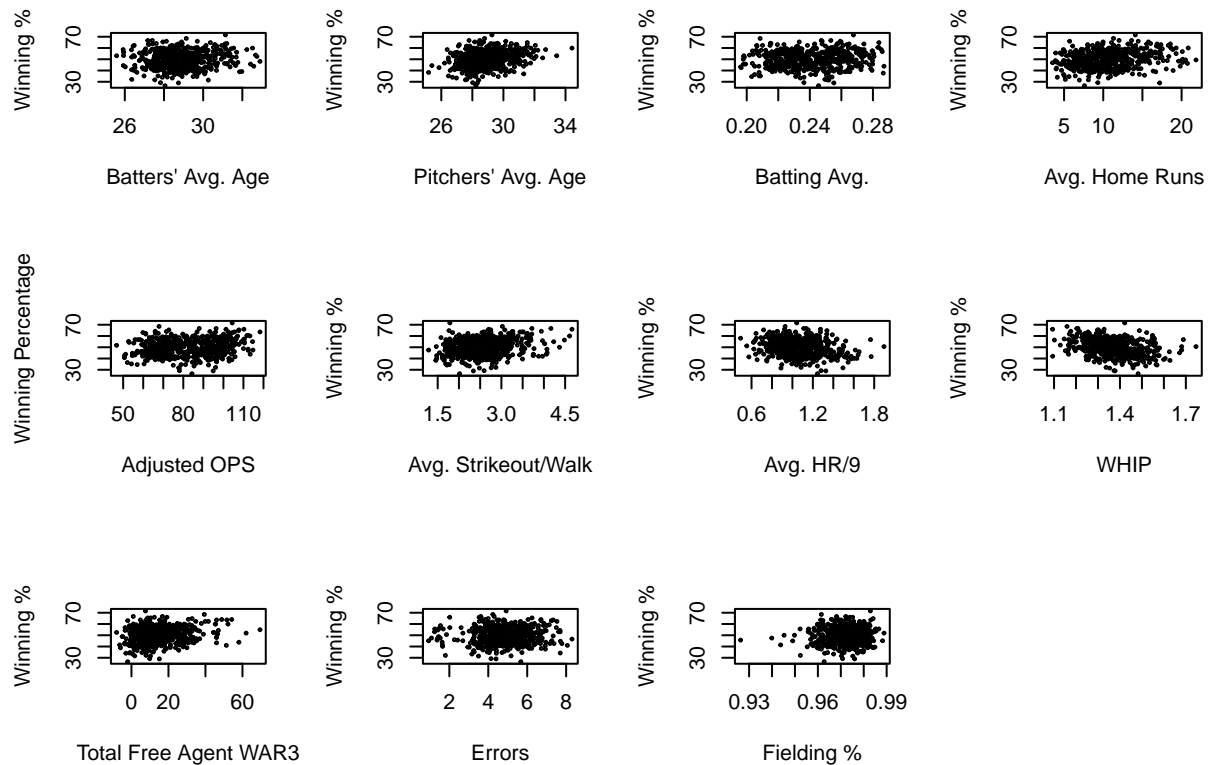 Winning %
70
30
26 30
Batters' Avg. Age
Winning %
70
30
26 30 34
Pitchers' Avg. Age
Winning %
70
30
0.20 0.24 0.28
Batting Avg.
Winning %
70
30
5 10 20
Avg. Home Runs
Winning Percentage
70
30
50 80 110
Adjusted OPS
Winning %
70
30
1.5 3.0 4.5
Avg. Strikeout/Walk
Winning %
70
30
0.6 1.2 1.8
Avg. HR/9
Winning %
70
30
1.1 1.4 1.7
WHIP
Winning %
70
30
0 20 60
Total Free Agent WAR3
Winning %
70
30
2 4 6 8
Errors
Winning %
70
30
0.93 0.96 0.99
Fielding %